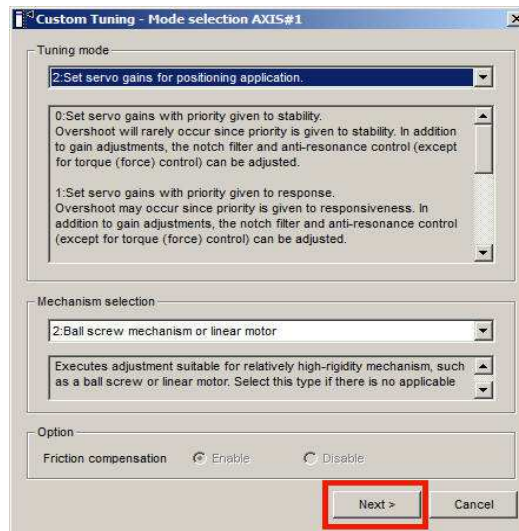 Custom Tuning - Mode selection AXIS#1
Tuning mode
2:Set servo gains for positioning application.
0:Set servo gains with priority given to stability.
Overshoot will rarely occur since priority is given to stability. In addition
to gain adjustments, the notch filter and anti-resonance control (except
for torque (force) control) can be adjusted.
1:Set servo gains with priority given to response.
Overshoot may occur since priority is given to responsiveness. In
addition to gain adjustments, the notch filter and anti-resonance control
(except for torque (force) control) can be adjusted.
Mechanism selection
2:Ball screw mechanism or linear motor
Executes adjustment suitable for relatively high-rigidity mechanism, such
as a ball screw or linear motor. Select this type if there is no applicable
Option
Friction compensation Enable Disable
Next > Cancel